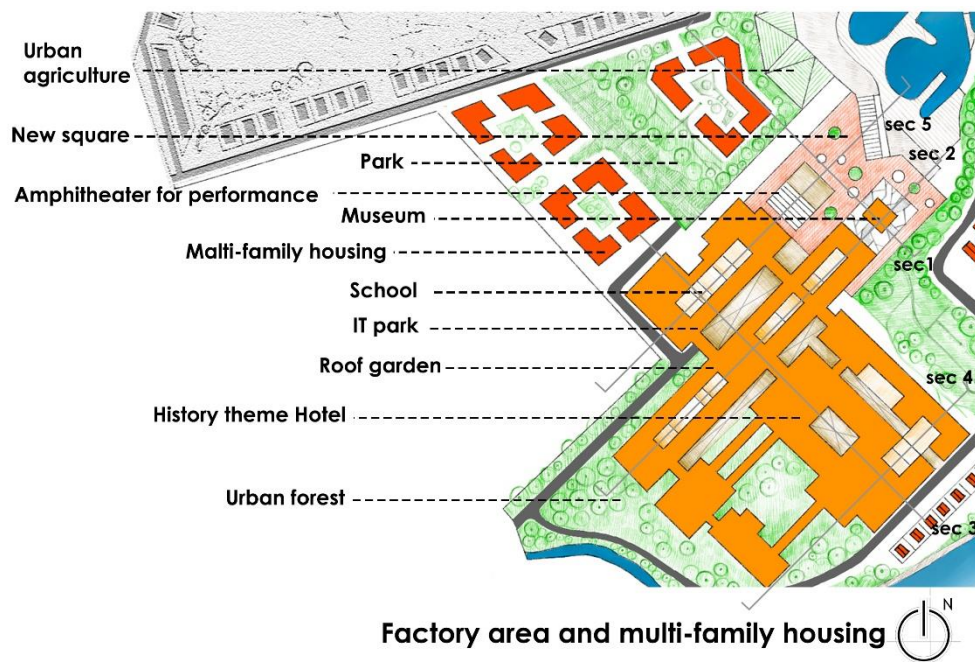 Urban
agriculture
sec 5
New square
sec 2
Park
Amphitheater for performance
Museum
Malti-family housing
sec1
School
IT park
Roof garden
sec 4
History theme Hotel
Urban forest
sec 3
Factory area and multi-family housing
N